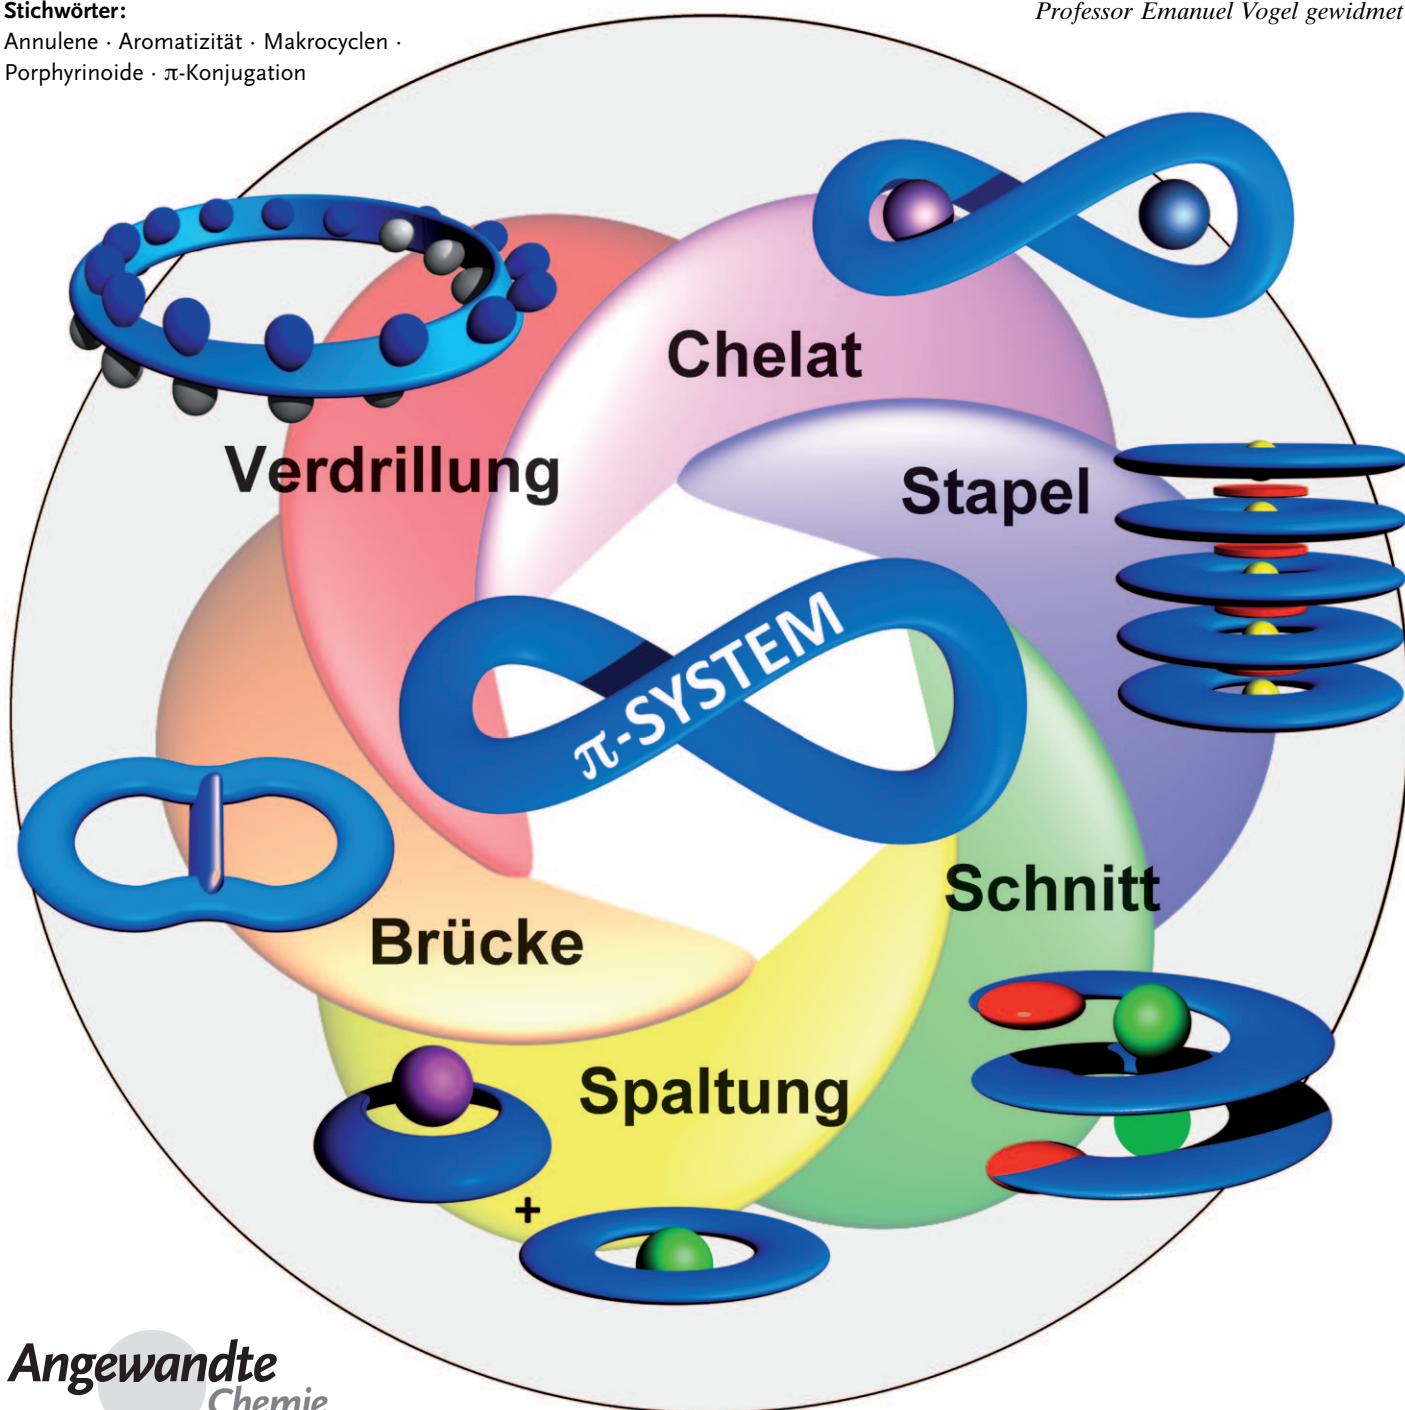 Stichwörter:
Annulene · Aromatizität · Makrocyclen ·
Porphyrinoide · π-Konjugation
Professor Emanuel Vogel gewidmet
Chelat
Verdrillung
Stapel
π-SYSTEM
Schnitt
Brücke
Spaltung
+
Angewandte
Chemie